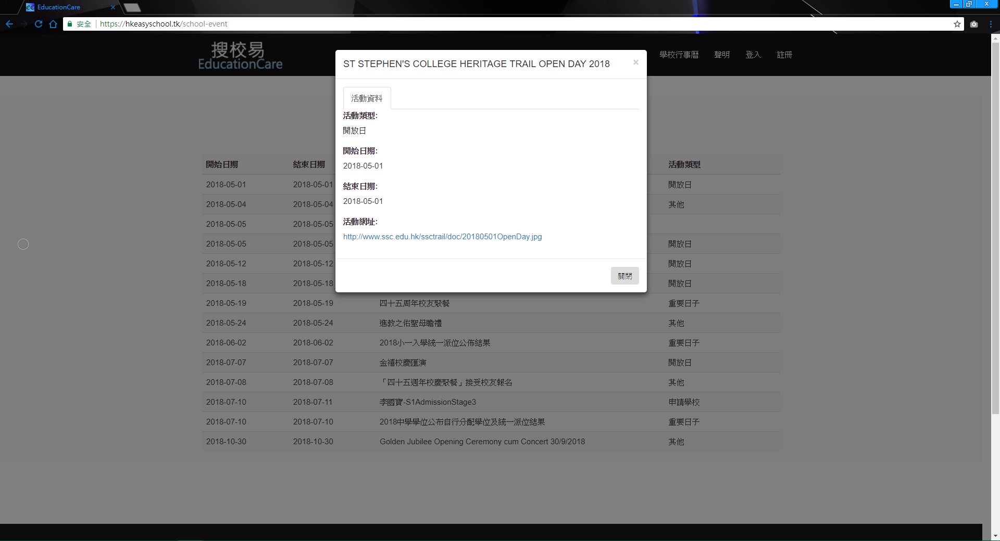 EducationCare
安全 https://hkeasyschool.tk/school-event
搜校易
EducationCare
學校行事曆 聲明 登入 註冊
ST STEPHEN'S COLLEGE HERITAGE TRAIL OPEN DAY 2018 ×
活動資料
活動類型:
開放日
開始日期:
2018-05-01
結束日期:
2018-05-01
活動網址:
http://www.ssc.edu.hk/ssctrail/doc/20180501OpenDay.jpg
關閉
開始日期 結束日期 活動類型
2018-05-01 2018-05-01 開放日
2018-05-04 2018-05-04 其他
2018-05-05 2018-05-05
2018-05-05 2018-05-05 開放日
2018-05-12 2018-05-12 開放日
2018-05-18 2018-05-18 開放日
2018-05-19 2018-05-19 四十五周年校友聚餐 重要日子
2018-05-24 2018-05-24 進教之佑聖母瞻禮 其他
2018-06-02 2018-06-02 2018小一入學統一派位公佈結果 重要日子
2018-07-07 2018-07-07 金禧校慶匯演 開放日
2018-07-08 2018-07-08 「四十五週年校慶聚餐」接受校友報名 其他
2018-07-10 2018-07-11 李國寶-S1AdmissionStage3 申請學校
2018-07-10 2018-07-10 2018中學學位公布自行分配學位及統一派位結果 重要日子
2018-10-30 2018-10-30 Golden Jubilee Opening Ceremony cum Concert 30/9/2018 其他